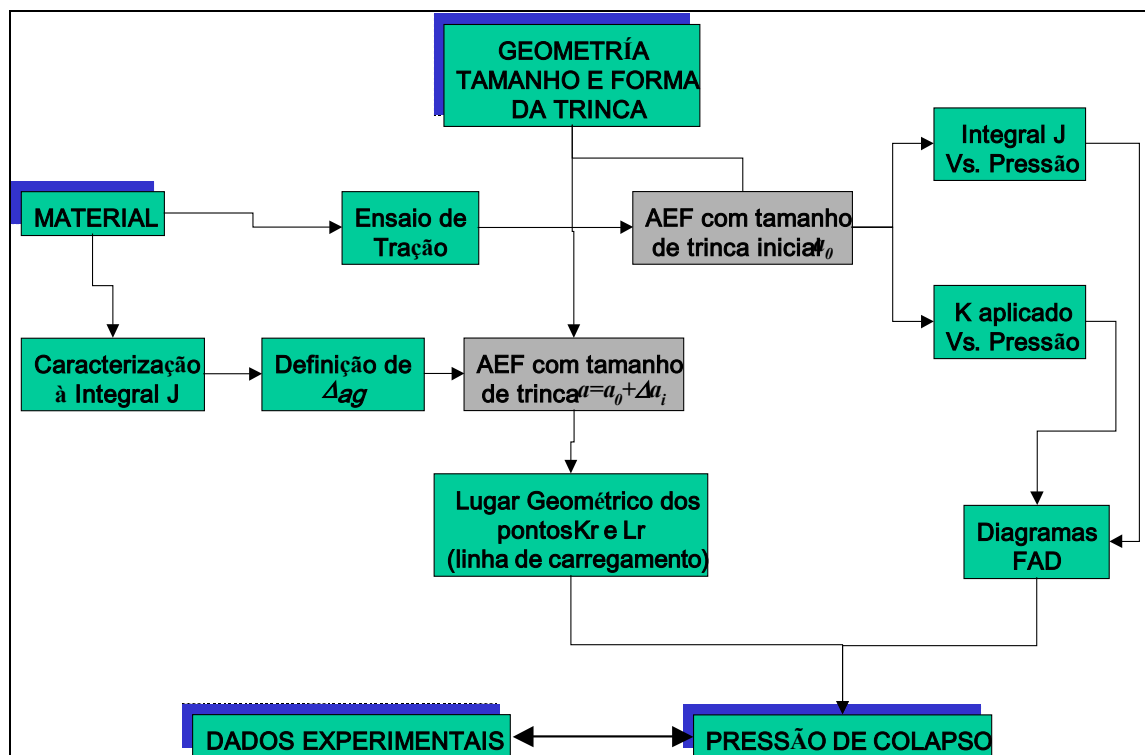 GEOMETRÍA
TAMANHO E FORMA
DA TRINCA
Integral J
Vs. Pressão
MATERIAL
Ensaio de
Tração
AEF com tamanho
de trinca inicial a₀
K aplicado
Vs. Pressão
Caracterização
à Integral J
Definição de
Δag
AEF com tamanho
de trinca a=a₀+Δaᵢ
Lugar Geométrico dos
pontos Kr e Lr
(linha de carregamento)
Diagramas
FAD
DADOS EXPERIMENTAIS
PRESSÃO DE COLAPSO